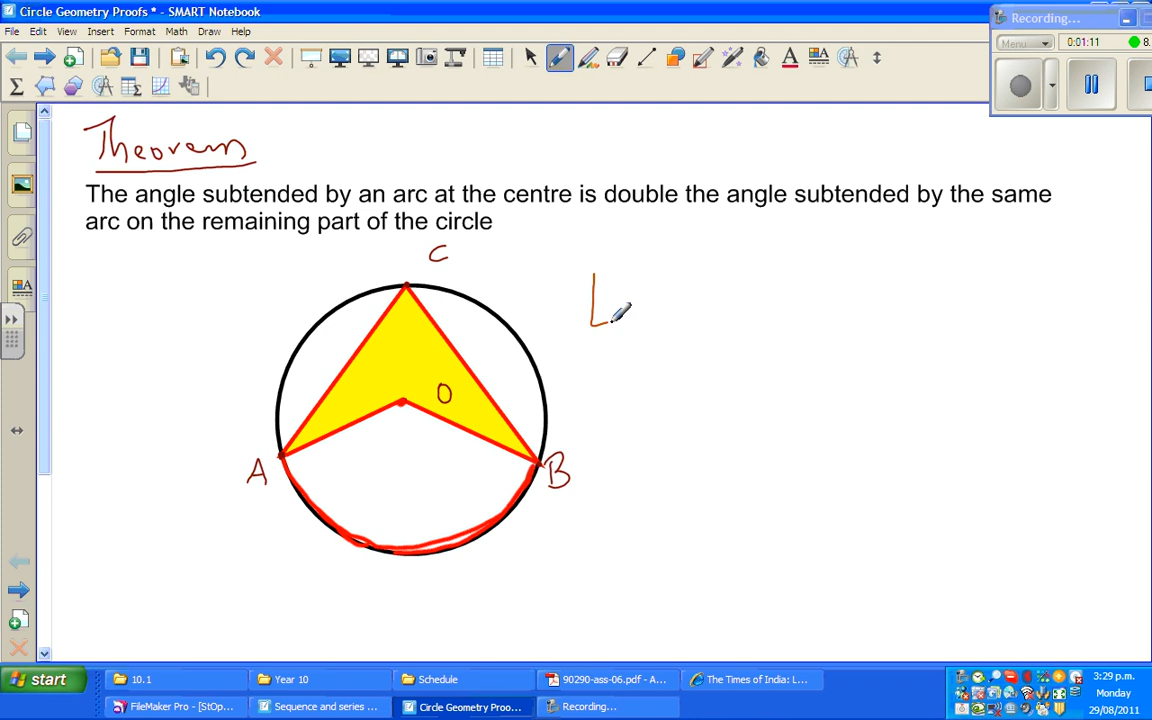 Circle Geometry Proofs * - SMART Notebook
File Edit View Insert Format Math Draw Help
Recording...
Menu
0:01:11
8.
Theorem
The angle subtended by an arc at the centre is double the angle subtended by the same
arc on the remaining part of the circle
C
L
O
A
B
start
10.1
Year 10
Schedule
90290-ass-06.pdf - A...
The Times of India: L...
FileMaker Pro - [StOp...
Sequence and series ...
Circle Geometry Proo...
Recording...
3:29 p.m.
Monday
29/08/2011